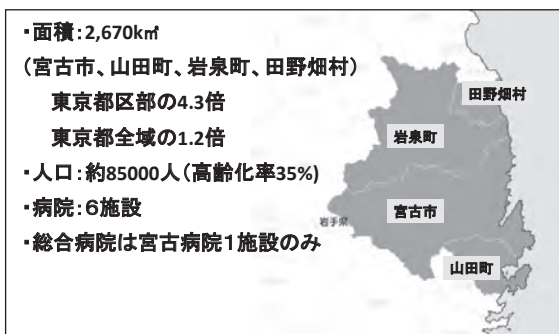 ・面積：2,670㎢
（宮古市、山田町、岩泉町、田野畑村）
東京都区部の4.3倍
東京都全域の1.2倍
・人口：約85000人（高齢化率35%）
・病院：６施設
・総合病院は宮古病院１施設のみ
田野畑村
岩泉町
岩手県
宮古市
山田町